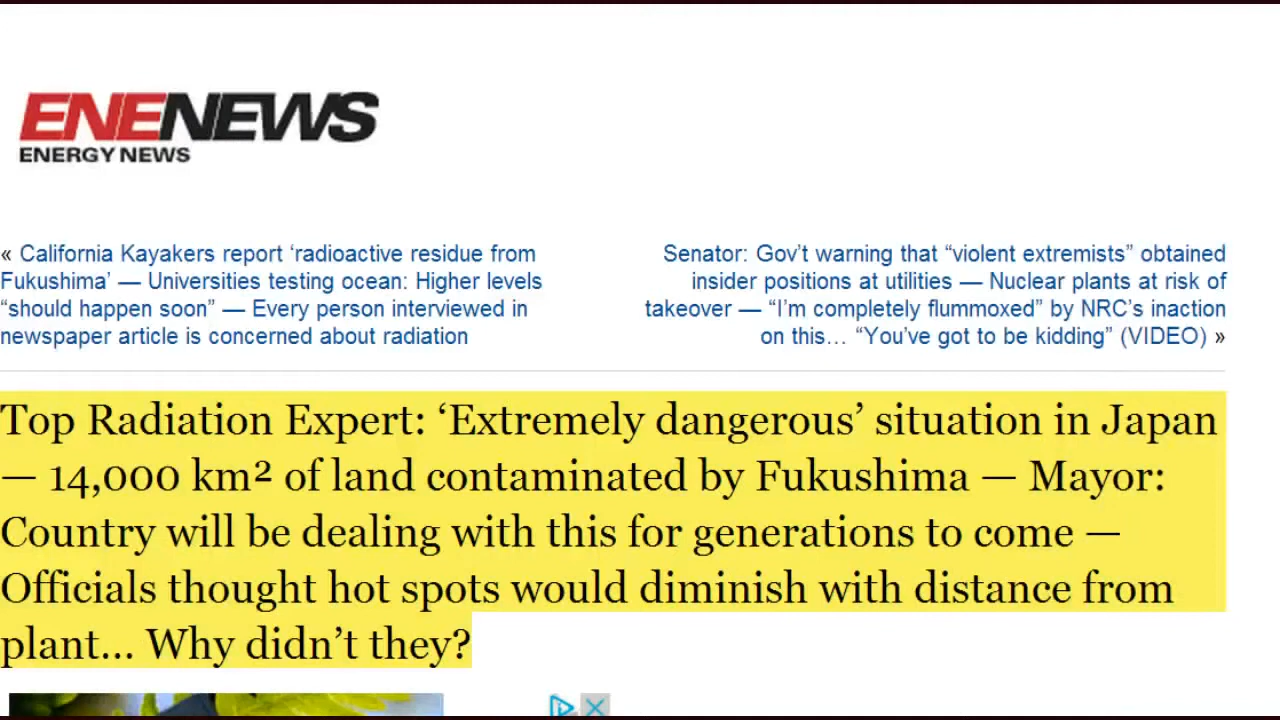 ENENEWS
ENERGY NEWS
« California Kayakers report ‘radioactive residue from
Fukushima’ — Universities testing ocean: Higher levels
“should happen soon” — Every person interviewed in
newspaper article is concerned about radiation
Senator: Gov’t warning that “violent extremists” obtained
insider positions at utilities — Nuclear plants at risk of
takeover — “I’m completely flummoxed” by NRC’s inaction
on this… “You’ve got to be kidding” (VIDEO) »
Top Radiation Expert: ‘Extremely dangerous’ situation in Japan
— 14,000 km² of land contaminated by Fukushima — Mayor:
Country will be dealing with this for generations to come —
Officials thought hot spots would diminish with distance from
plant… Why didn’t they?